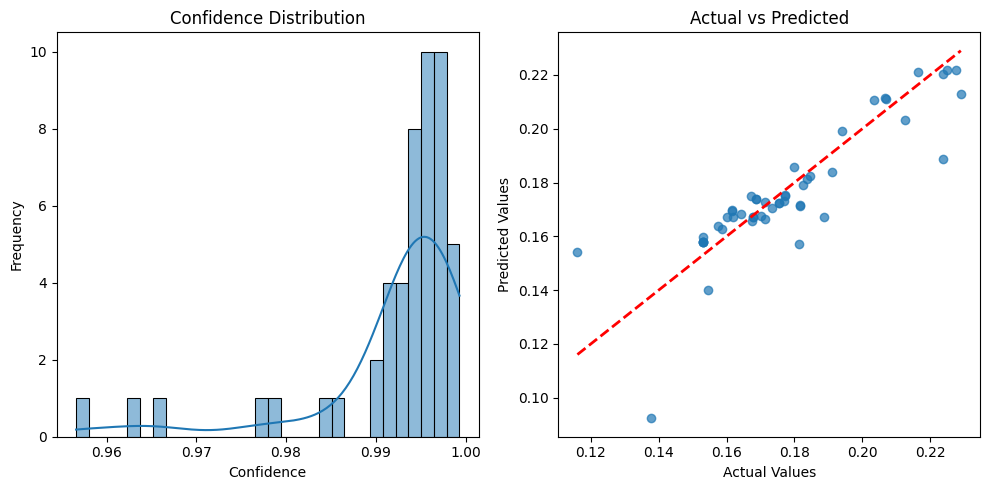 Confidence Distribution
10
8
6
4
2
0
Frequency
0.96 0.97 0.98 0.99 1.00
Confidence
Actual vs Predicted
0.22
0.20
0.18
0.16
0.14
0.12
0.10
Predicted Values
0.12 0.14 0.16 0.18 0.20 0.22
Actual Values